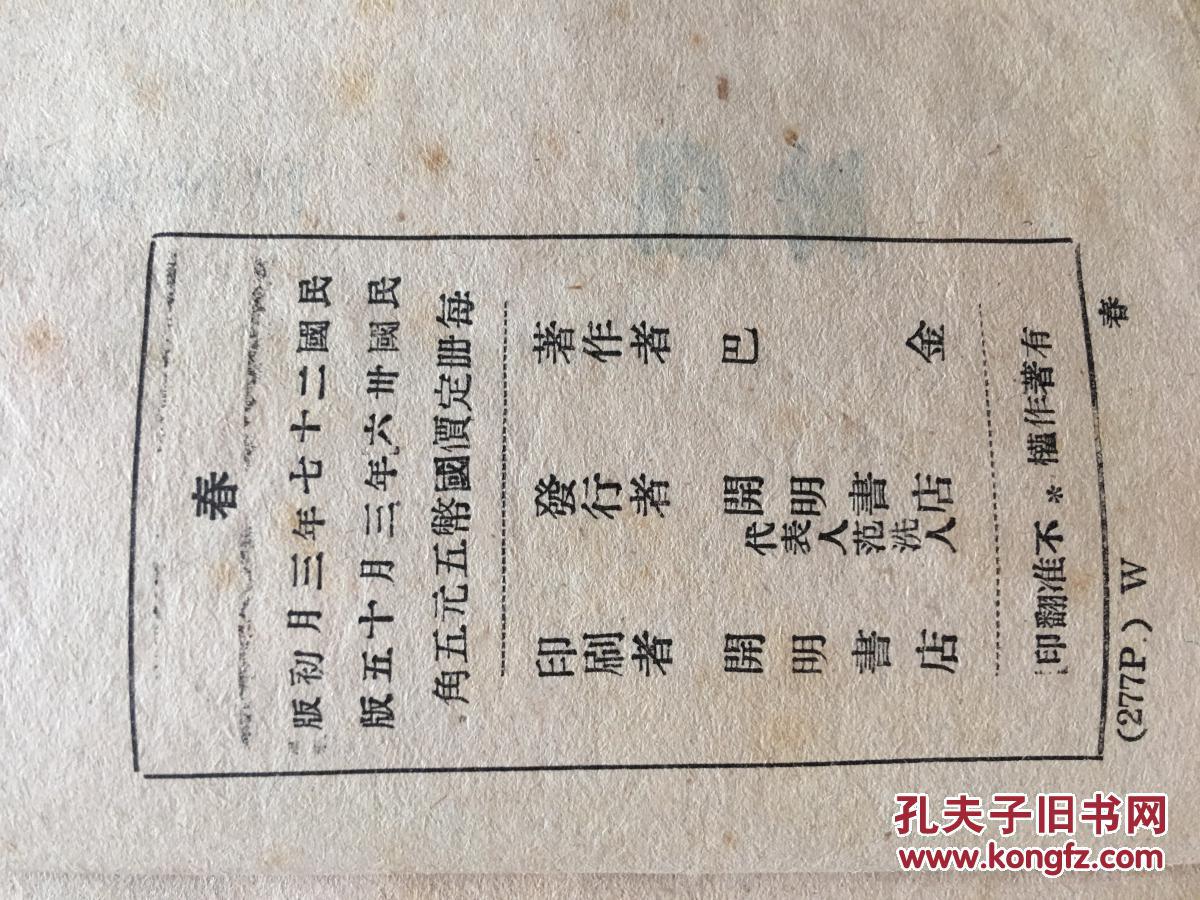 春
民國二十七年三月初版
民國卅六年三月十五版
每册定價國幣五元五角
著作者 巴金
發行者 開明書店
代表人范洗人
印刷者 開明書店
有著作權＊不准翻印
春
(277P.) W
孔夫子旧书网
www.kongfz.com